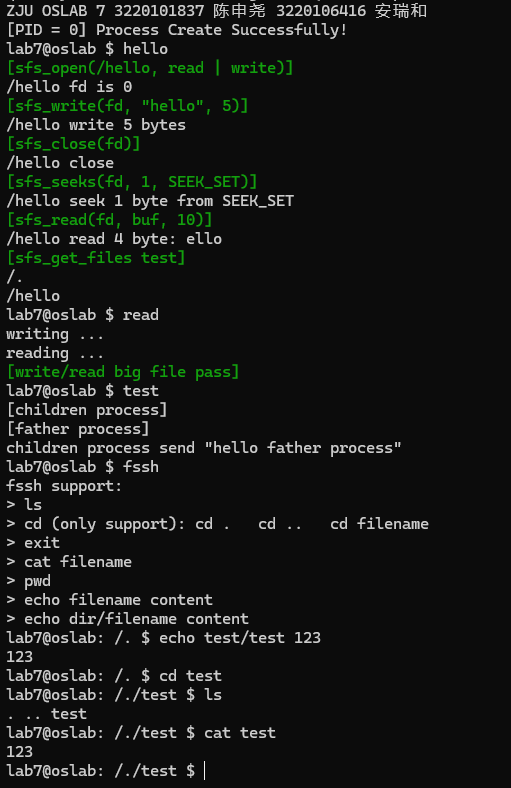 ZJU OSLAB 7 3220101837 陈申尧 3220106416 安瑞和
[PID = 0] Process Create Successfully!
lab7@oslab $ hello
[sfs_open(/hello, read | write)]
/hello fd is 0
[sfs_write(fd, "hello", 5)]
/hello write 5 bytes
[sfs_close(fd)]
/hello close
[sfs_seeks(fd, 1, SEEK_SET)]
/hello seek 1 byte from SEEK_SET
[sfs_read(fd, buf, 10)]
/hello read 4 byte: ello
[sfs_get_files test]
/.
/hello
lab7@oslab $ read
writing ...
reading ...
[write/read big file pass]
lab7@oslab $ test
[children process]
[father process]
children process send "hello father process"
lab7@oslab $ fssh
fssh support:
> ls
> cd (only support): cd .   cd ..   cd filename
> exit
> cat filename
> pwd
> echo filename content
> echo dir/filename content
lab7@oslab: /. $ echo test/test 123
123
lab7@oslab: /. $ cd test
lab7@oslab: /./test $ ls
. .. test
lab7@oslab: /./test $ cat test
123
lab7@oslab: /./test $